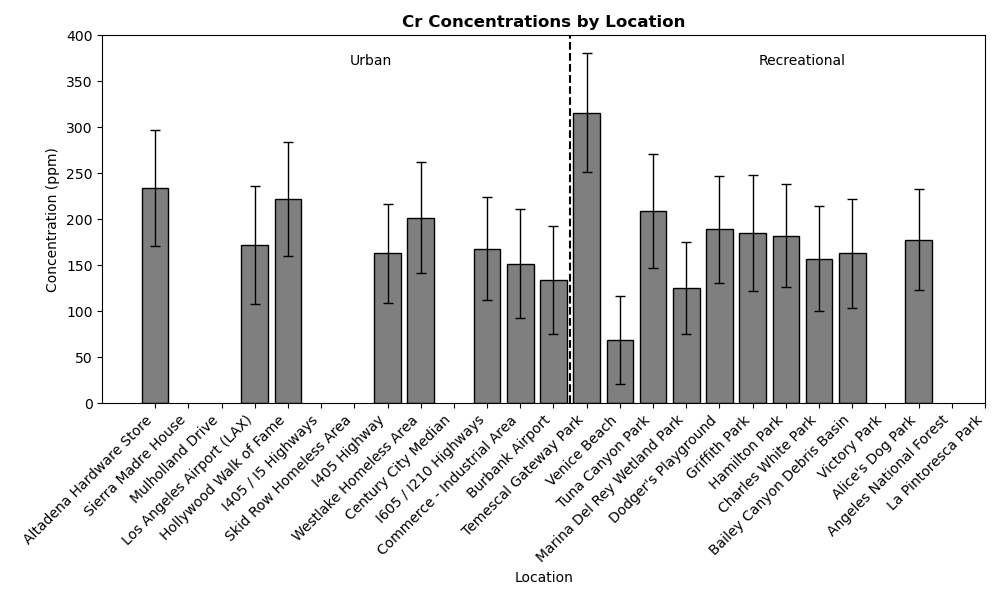 Cr Concentrations by Location
Concentration (ppm)
400
350
300
250
200
150
100
50
0
Urban
Recreational
Altadena Hardware Store
Sierra Madre House
Mulholland Drive
Los Angeles Airport (LAX)
Hollywood Walk of Fame
I405 / I5 Highways
Skid Row Homeless Area
I405 Highway
Westlake Homeless Area
Century City Median
I605 / I210 Highways
Commerce - Industrial Area
Burbank Airport
Temescal Gateway Park
Venice Beach
Tuna Canyon Park
Marina Del Rey Wetland Park
Dodger's Playground
Griffith Park
Hamilton Park
Charles White Park
Bailey Canyon Debris Basin
Victory Park
Alice's Dog Park
Angeles National Forest
La Pintoresca Park
Location